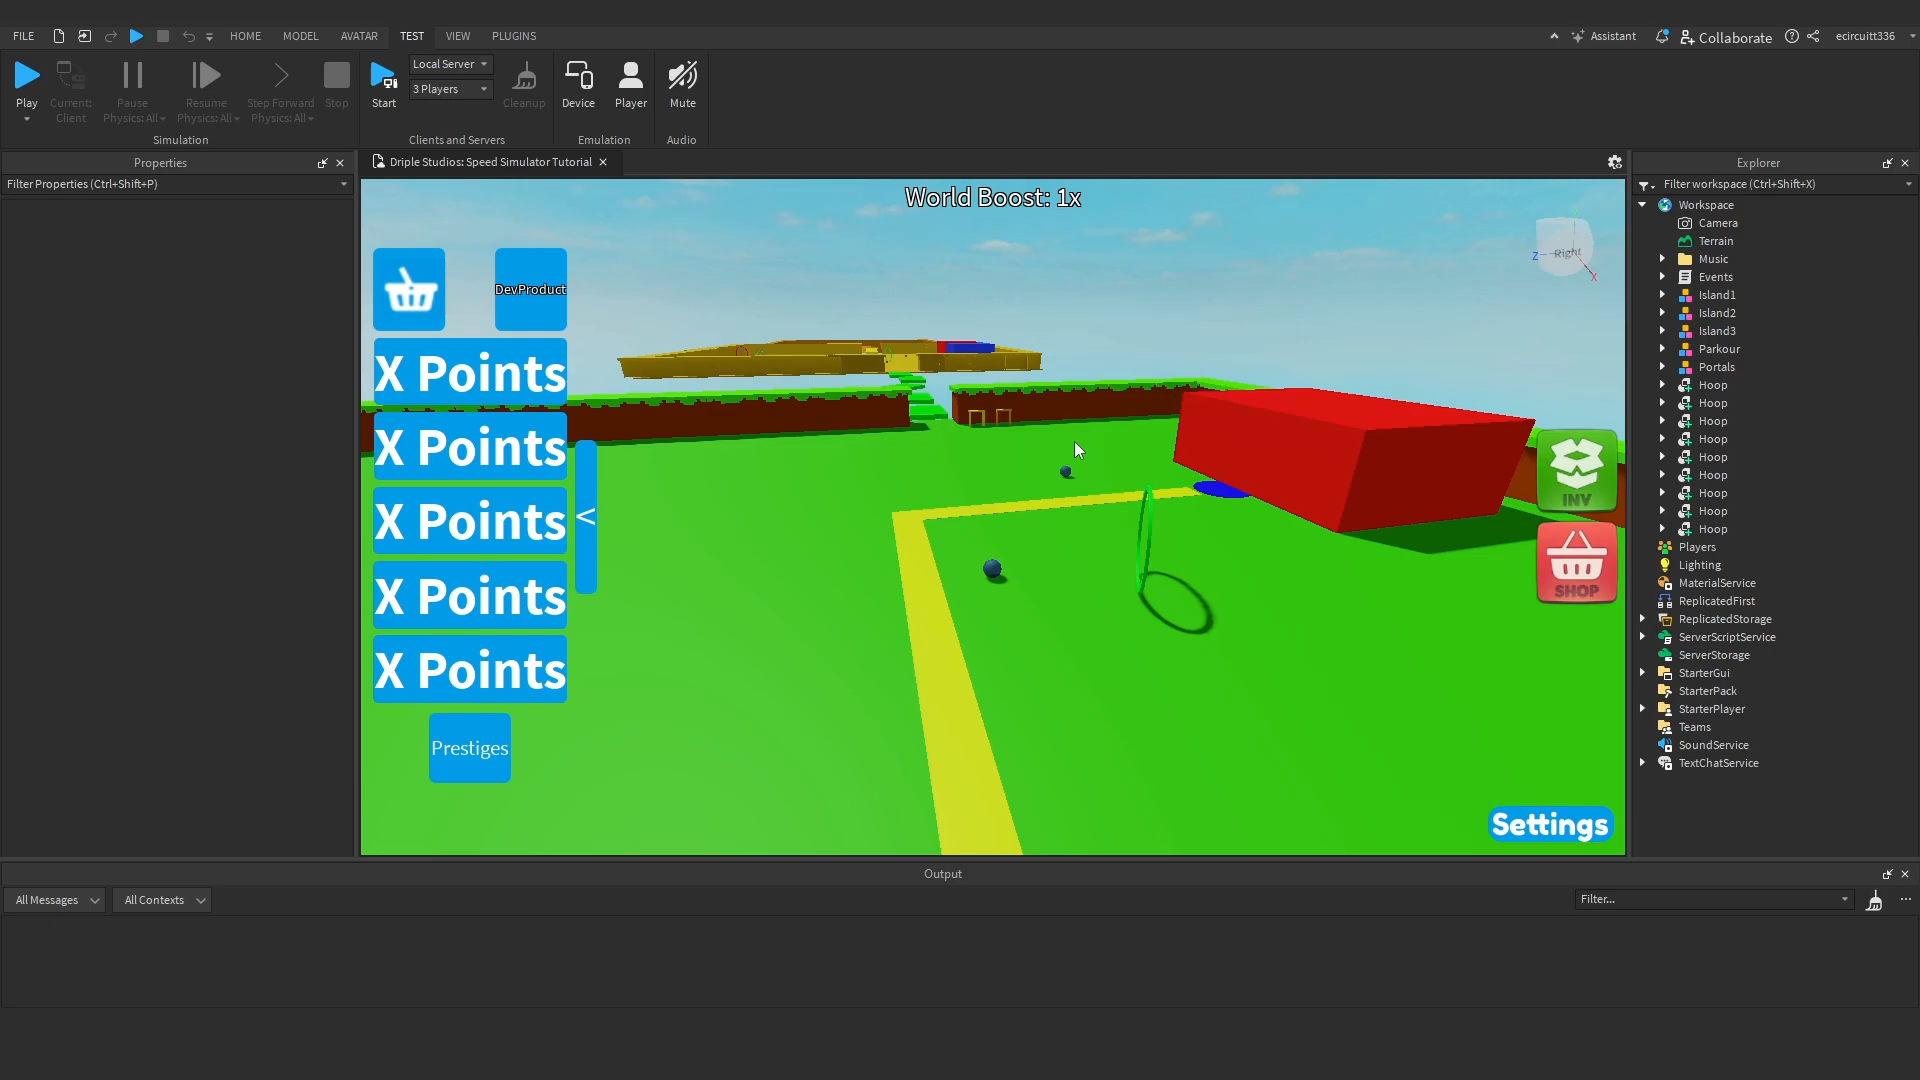 FILE HOME MODEL AVATAR TEST VIEW PLUGINS Assistant Collaborate ecircuitt336
Play Current: Client Pause Physics: All Resume Physics: All Step Forward Physics: All Stop
Simulation
Start Local Server 3 Players Cleanup
Clients and Servers
Device Player
Emulation
Mute
Audio
Properties
Filter Properties (Ctrl+Shift+P)
Driple Studios: Speed Simulator Tutorial
World Boost: 1x
DevProduct
X Points
X Points
X Points
X Points
X Points
<
Prestiges
Right
Z
X
INV
SHOP
Settings
Explorer
Filter workspace (Ctrl+Shift+X)
Workspace
Camera
Terrain
Music
Events
Island1
Island2
Island3
Parkour
Portals
Hoop
Hoop
Hoop
Hoop
Hoop
Hoop
Hoop
Hoop
Hoop
Players
Lighting
MaterialService
ReplicatedFirst
ReplicatedStorage
ServerScriptService
ServerStorage
StarterGui
StarterPack
StarterPlayer
Teams
SoundService
TextChatService
Output
All Messages All Contexts Filter...